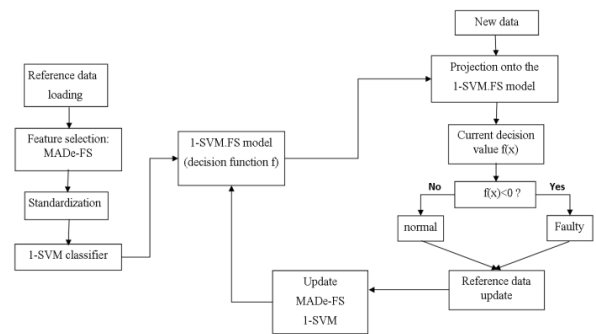 Reference data
loading
Feature selection:
MADe-FS
Standardization
1-SVM classifier
1-SVM.FS model
(decision function f)
New data
Projection onto the
1-SVM.FS model
Current decision
value f(x)
No
f(x)<0 ?
Yes
normal
Faulty
Reference data
update
Update
MADe-FS
1-SVM